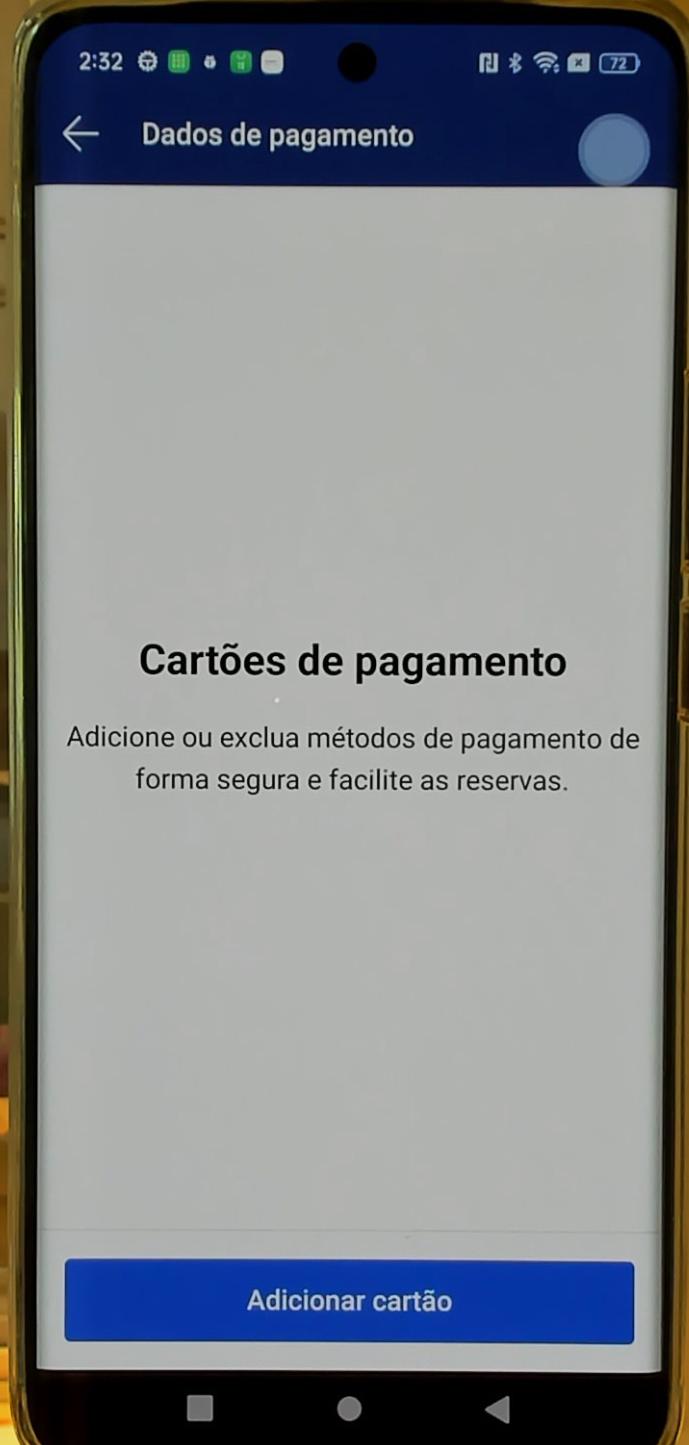 2:32
72
Dados de pagamento
Cartões de pagamento
Adicione ou exclua métodos de pagamento de
forma segura e facilite as reservas.
Adicionar cartão